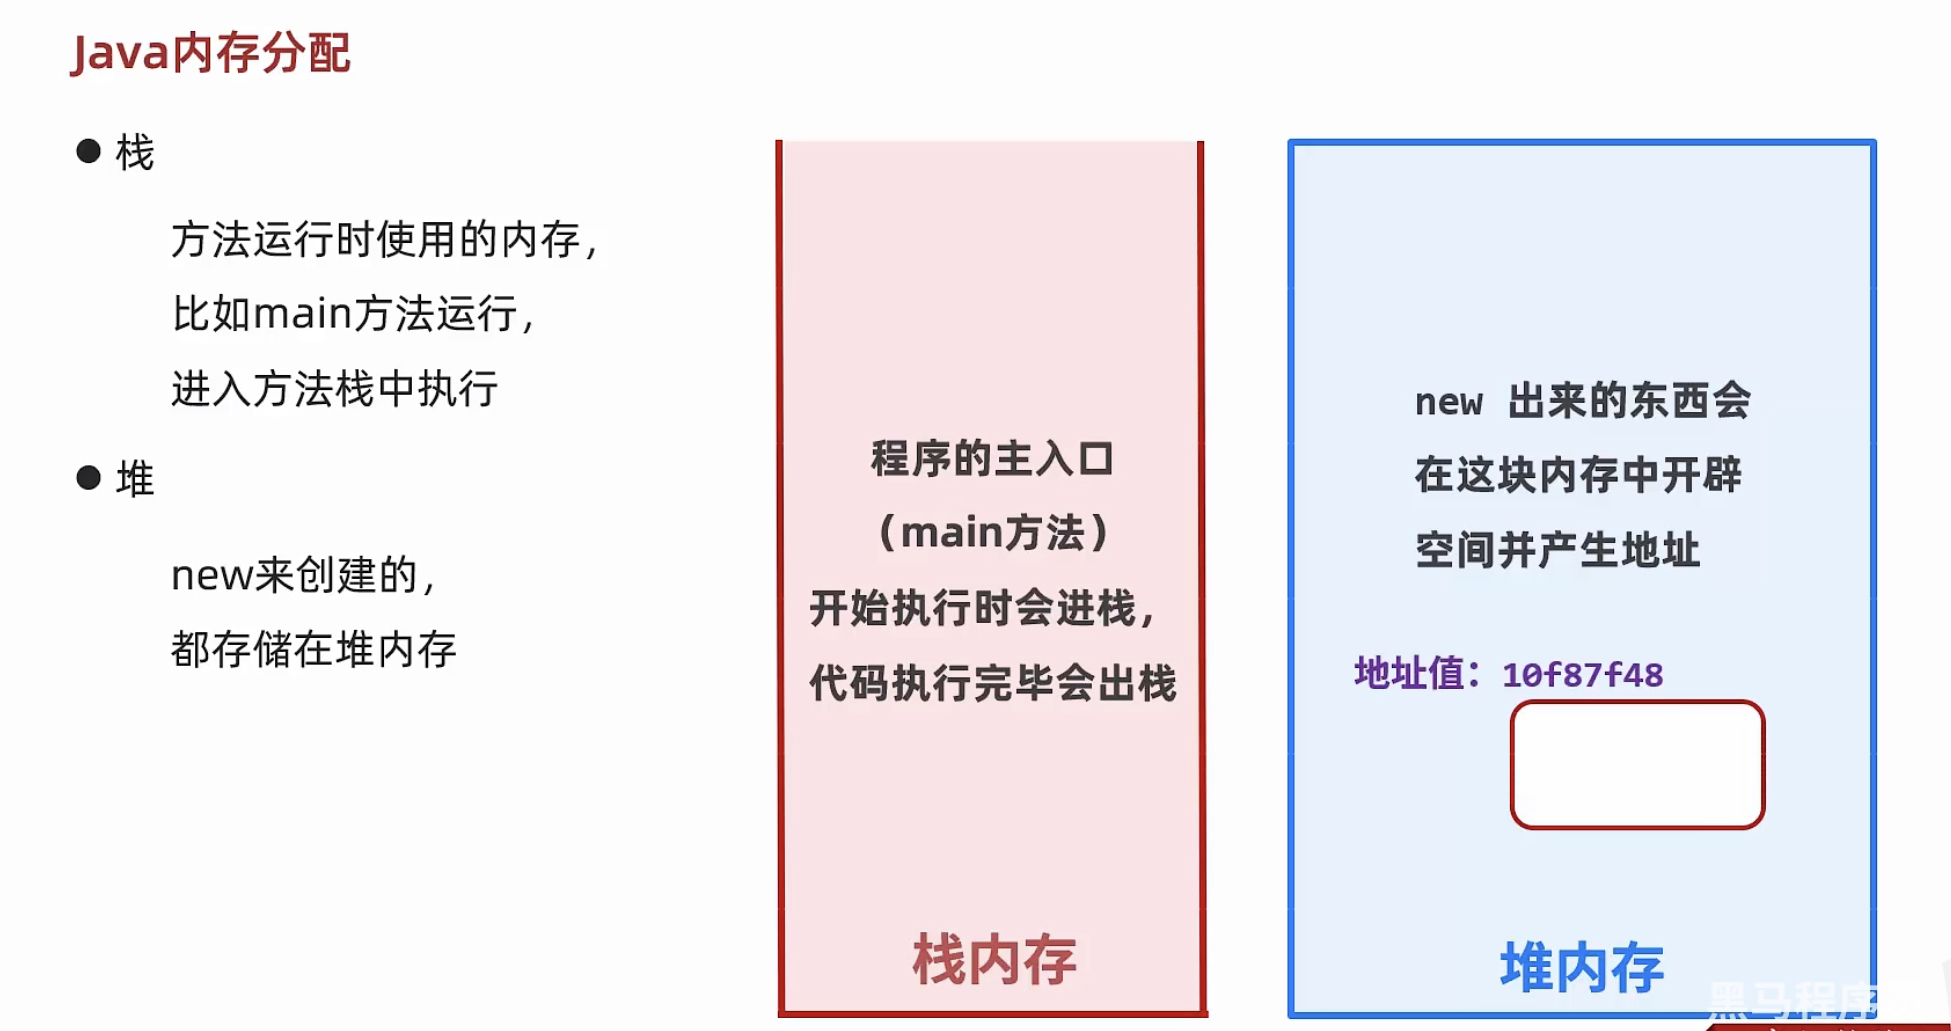 Java内存分配
● 栈
方法运行时使用的内存，
比如main方法运行，
进入方法栈中执行
● 堆
new来创建的，
都存储在堆内存
程序的主入口
（main方法）
开始执行时会进栈，
代码执行完毕会出栈
栈内存
new 出来的东西会
在这块内存中开辟
空间并产生地址
地址值：10f87f48
堆内存
黑马程序